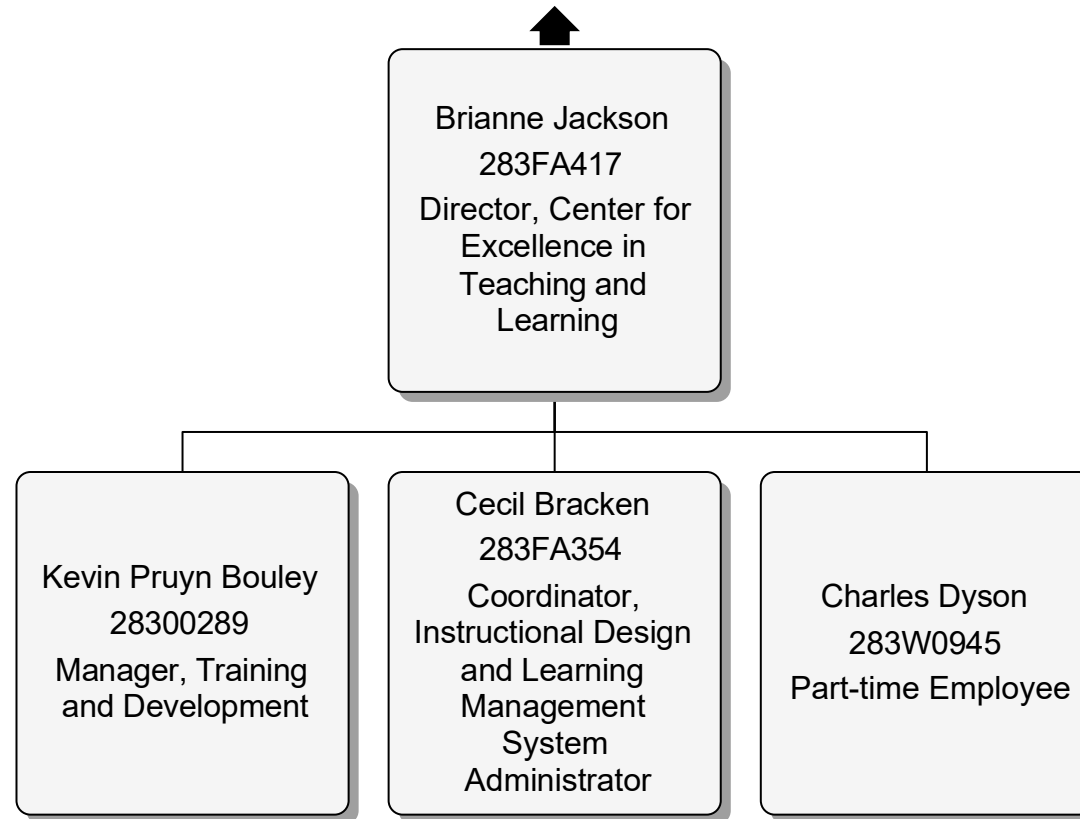 Brianne Jackson
283FA417
Director, Center for
Excellence in
Teaching and
Learning
Kevin Pruyn Bouley
28300289
Manager, Training
and Development
Cecil Bracken
283FA354
Coordinator,
Instructional Design
and Learning
Management
System
Administrator
Charles Dyson
283W0945
Part-time Employee